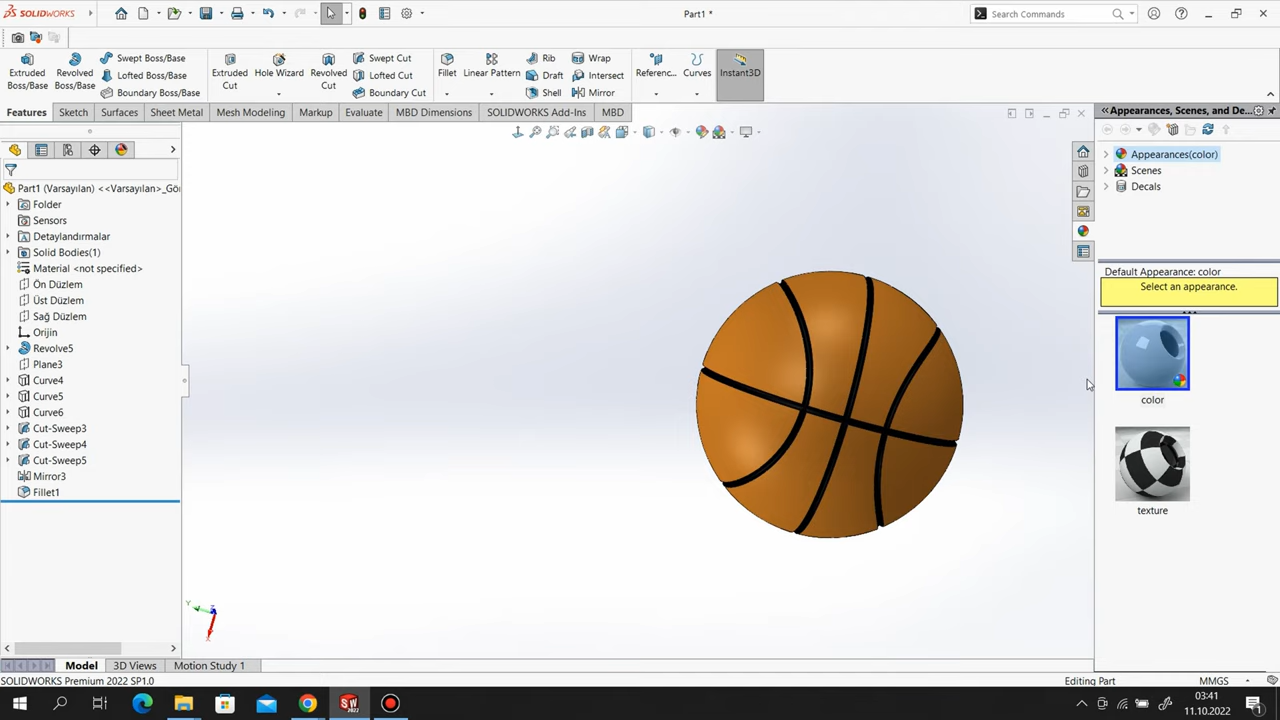 SOLIDWORKS
Part1 *
Search Commands
Extruded Boss/Base
Revolved Boss/Base
Swept Boss/Base
Lofted Boss/Base
Boundary Boss/Base
Extruded Cut
Hole Wizard
Revolved Cut
Swept Cut
Lofted Cut
Boundary Cut
Fillet
Linear Pattern
Rib
Draft
Shell
Wrap
Intersect
Mirror
Referenc...
Curves
Instant3D
Features
Sketch
Surfaces
Sheet Metal
Mesh Modeling
Markup
Evaluate
MBD Dimensions
SOLIDWORKS Add-Ins
MBD
Part1 (Varsayılan) <<Varsayılan>_Gö
Folder
Sensors
Detaylandırmalar
Solid Bodies(1)
Material <not specified>
Ön Düzlem
Üst Düzlem
Sağ Düzlem
Orijin
Revolve5
Plane3
Curve4
Curve5
Curve6
Cut-Sweep3
Cut-Sweep4
Cut-Sweep5
Mirror3
Fillet1
Appearances, Scenes, and De...
Appearances(color)
Scenes
Decals
Default Appearance: color
Select an appearance.
color
texture
Y
Model
3D Views
Motion Study 1
SOLIDWORKS Premium 2022 SP1.0
Editing Part
MMGS
SW
2022
03:41
11.10.2022
1